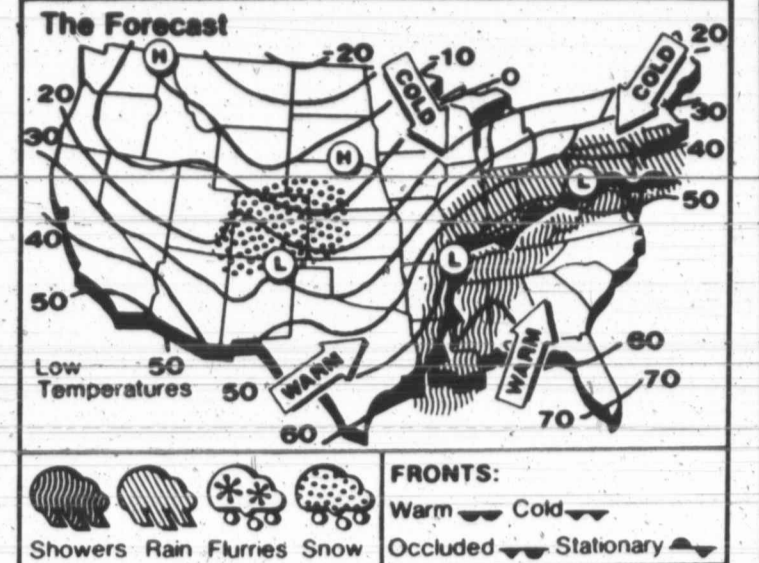 The Forecast
H
-20
-10
0
20
COLD
COLD
20
30
30
H
40
L
50
40
L
L
50
60
Low
Temperatures
50
50
WARM
WARM
70
70
60
FRONTS:
Warm Cold
Showers Rain Flurries Snow
Occluded Stationary